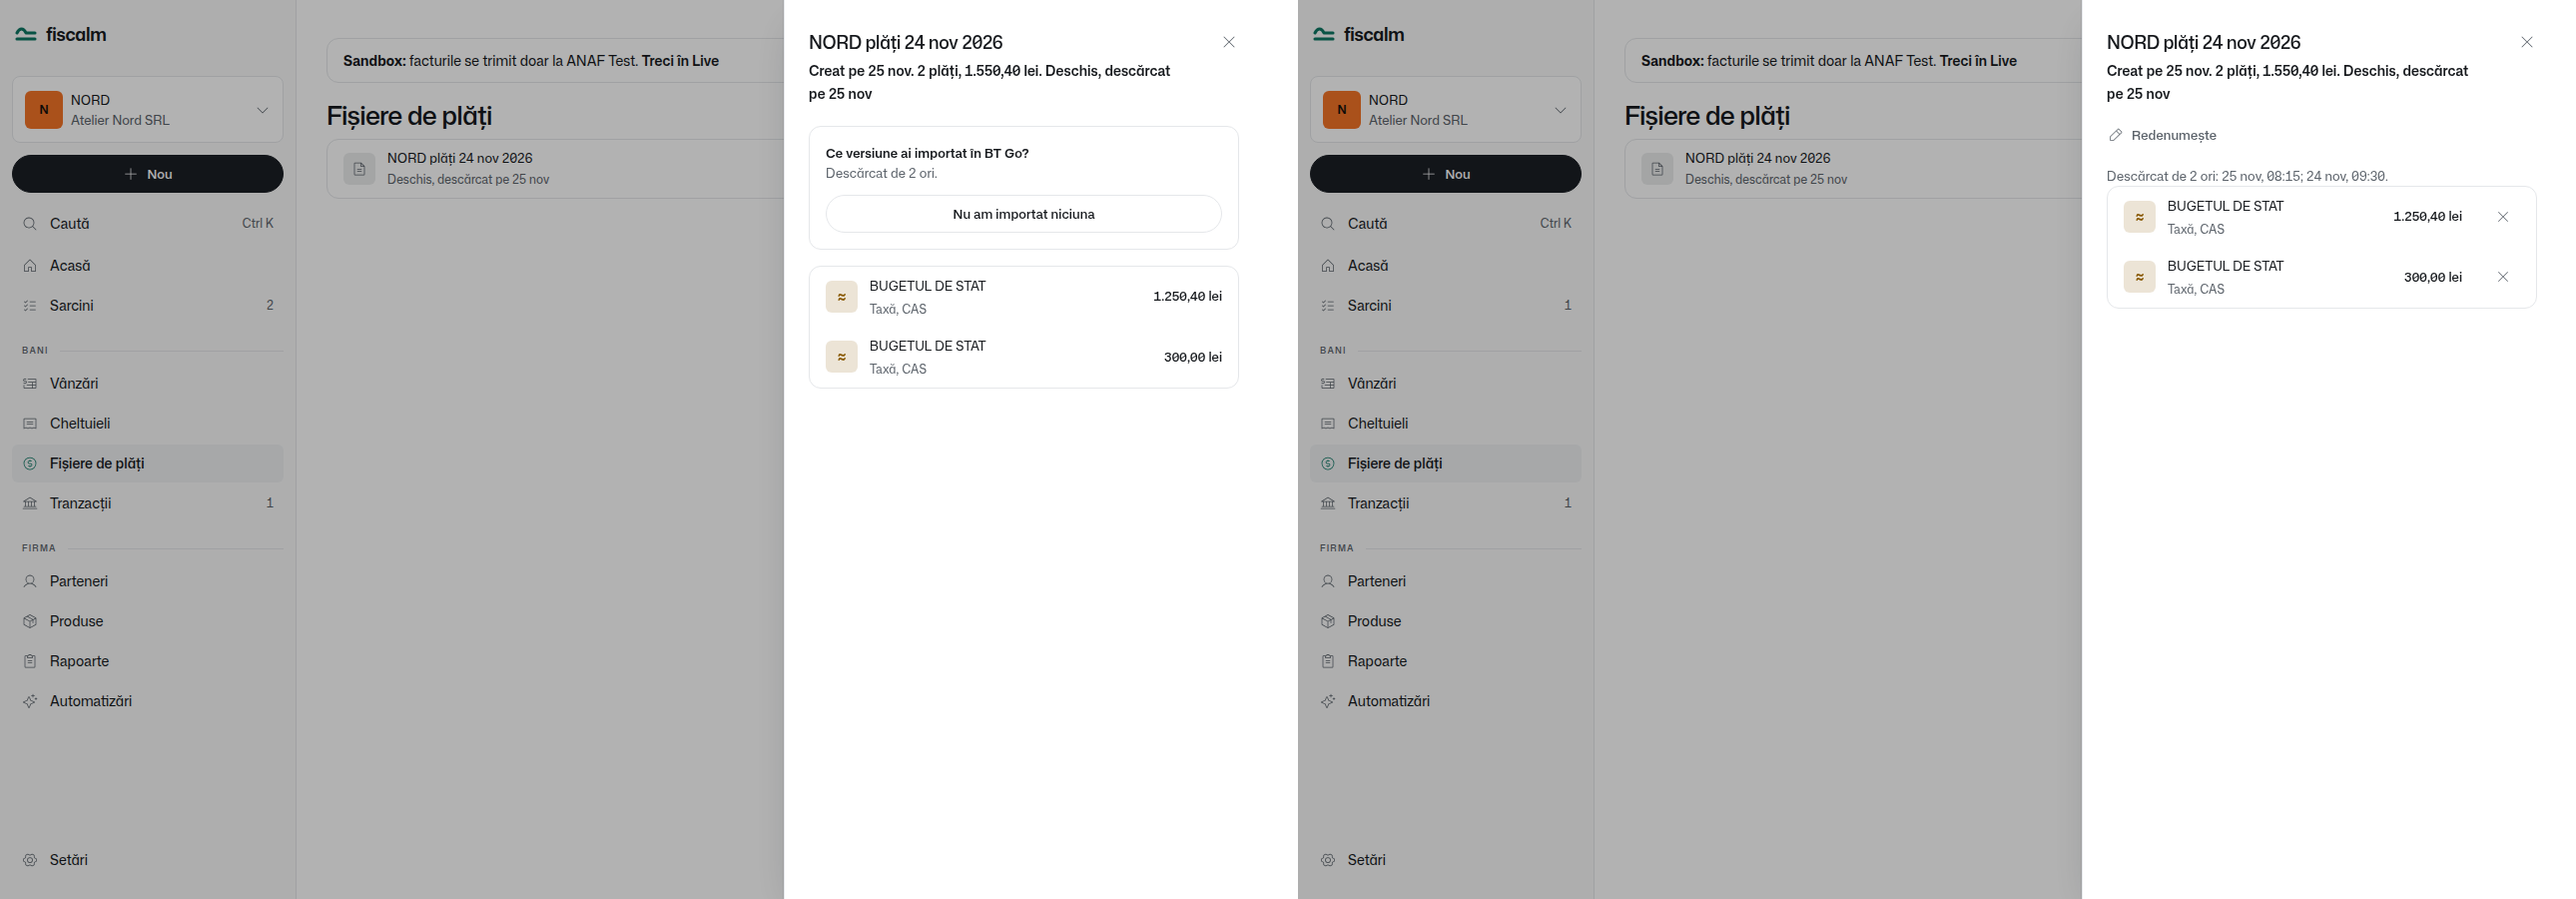 fiscalm
N
NORD
Atelier Nord SRL
Nou
Caută Ctrl K
Acasă
Sarcini 2
BANI
Vânzări
Cheltuieli
Fișiere de plăți
Tranzacții 1
FIRMA
Parteneri
Produse
Rapoarte
Automatizări
Setări
Sandbox: facturile se trimit doar la ANAF Test. Treci în Live
Fișiere de plăți
NORD plăți 24 nov 2026
Deschis, descărcat pe 25 nov
NORD plăți 24 nov 2026
Creat pe 25 nov. 2 plăți, 1.550,40 lei. Deschis, descărcat
pe 25 nov
Ce versiune ai importat în BT Go?
Descărcat de 2 ori.
Nu am importat niciuna
BUGETUL DE STAT
Taxă, CAS
1.250,40 lei
BUGETUL DE STAT
Taxă, CAS
300,00 lei
fiscalm
N
NORD
Atelier Nord SRL
Nou
Caută Ctrl K
Acasă
Sarcini 1
BANI
Vânzări
Cheltuieli
Fișiere de plăți
Tranzacții 1
FIRMA
Parteneri
Produse
Rapoarte
Automatizări
Setări
Sandbox: facturile se trimit doar la ANAF Test. Treci în Live
Fișiere de plăți
NORD plăți 24 nov 2026
Deschis, descărcat pe 25 nov
NORD plăți 24 nov 2026
Creat pe 25 nov. 2 plăți, 1.550,40 lei. Deschis, descărcat
pe 25 nov
Redenumește
Descărcat de 2 ori: 25 nov, 08:15; 24 nov, 09:30.
BUGETUL DE STAT
Taxă, CAS
1.250,40 lei
BUGETUL DE STAT
Taxă, CAS
300,00 lei